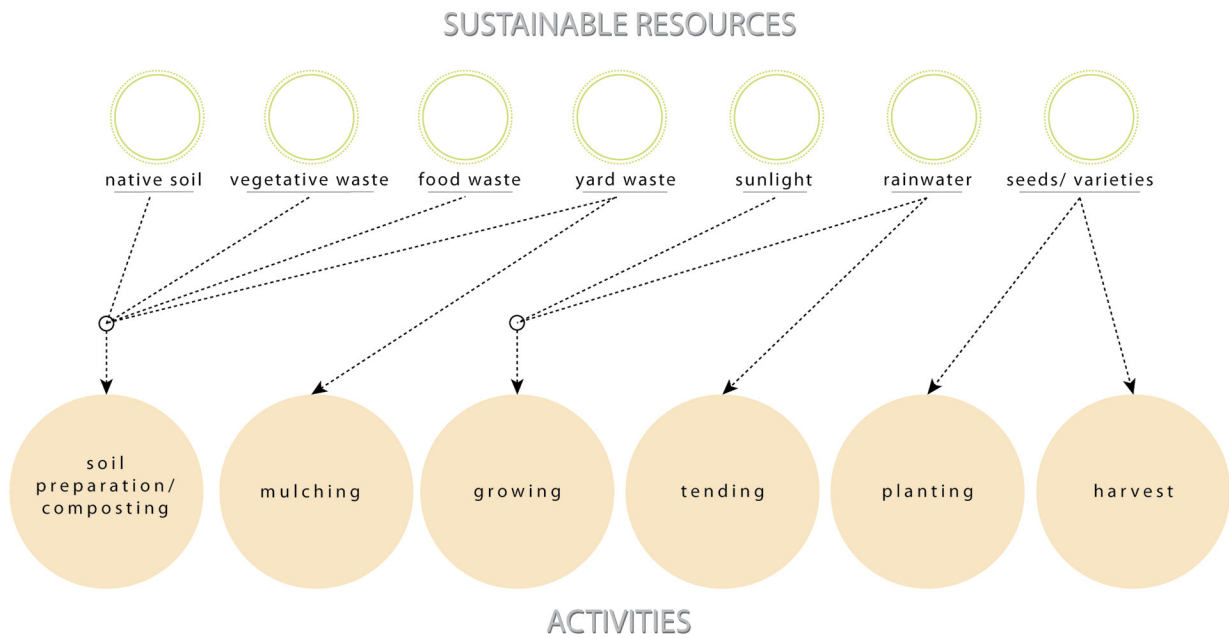 SUSTAINABLE RESOURCES
native soil
vegetative waste
food waste
yard waste
sunlight
rainwater
seeds/ varieties
soil
preparation/
composting
mulching
growing
tending
planting
harvest
ACTIVITIES